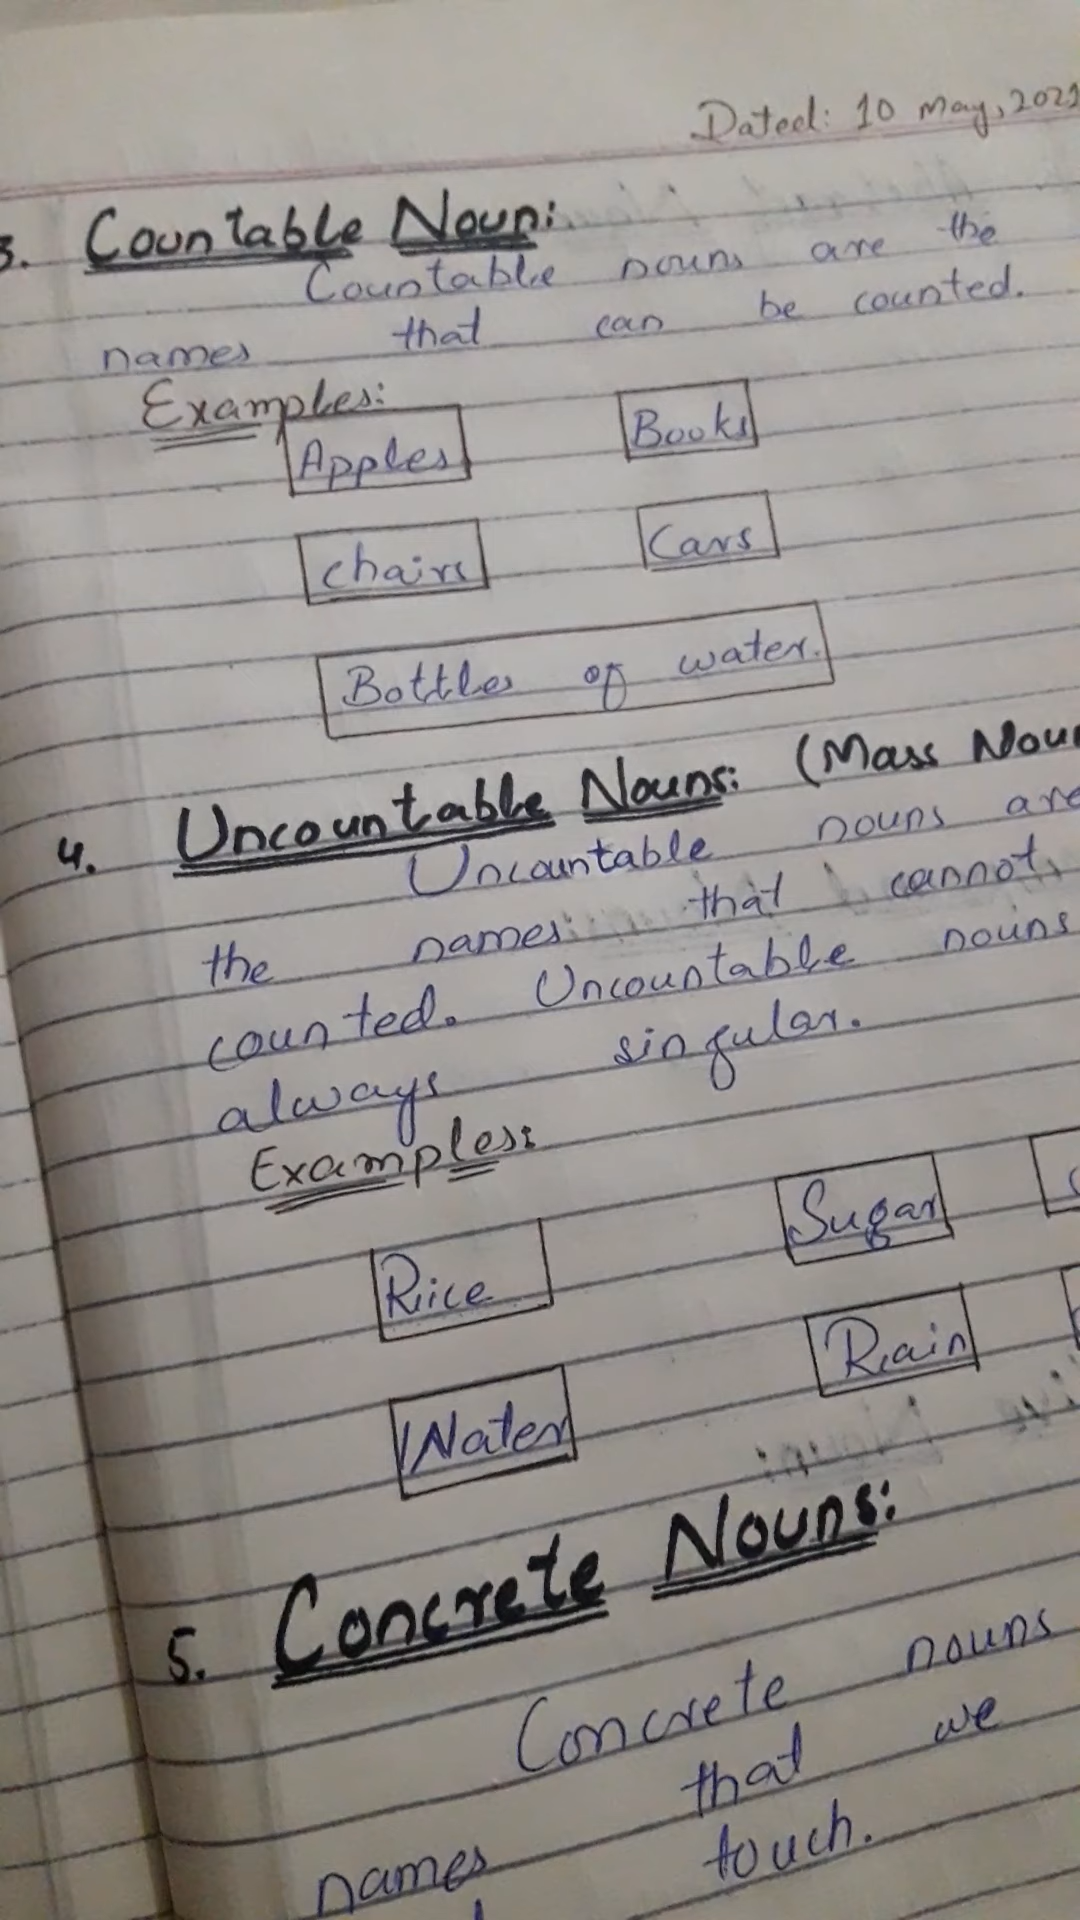 Dated: 10 May, 2021
3. Countable Noun:
Countable nouns are the
names that can be counted.
Examples:
Apples Books
chairs Cars
Bottles of water.
4. Uncountable Nouns: (Mass Noun
Uncountable nouns are
the names that cannot
counted. Uncountable nouns
always singular.
Examples:
Rice Sugar
Water Rain
5. Concrete Nouns:
Concrete nouns
names that we
touch.